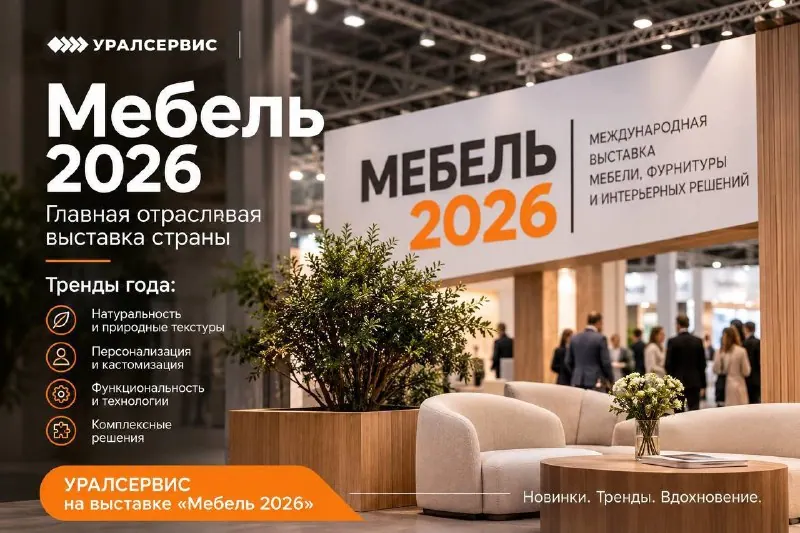 УРАЛСЕРВИС
Мебель
2026
Главная отраслевая
выставка страны
Тренды года:
Натуральность
и природные текстуры
Персонализация
и кастомизация
Функциональность
и технологии
Комплексные
решения
УРАЛСЕРВИС
на выставке «Мебель 2026»
МЕБЕЛЬ
2026
МЕЖДУНАРОДНАЯ
ВЫСТАВКА
МЕБЕЛИ, ФУРНИТУРЫ
И ИНТЕРЬЕРНЫХ РЕШЕНИЙ
Новинки. Тренды. Вдохновение.